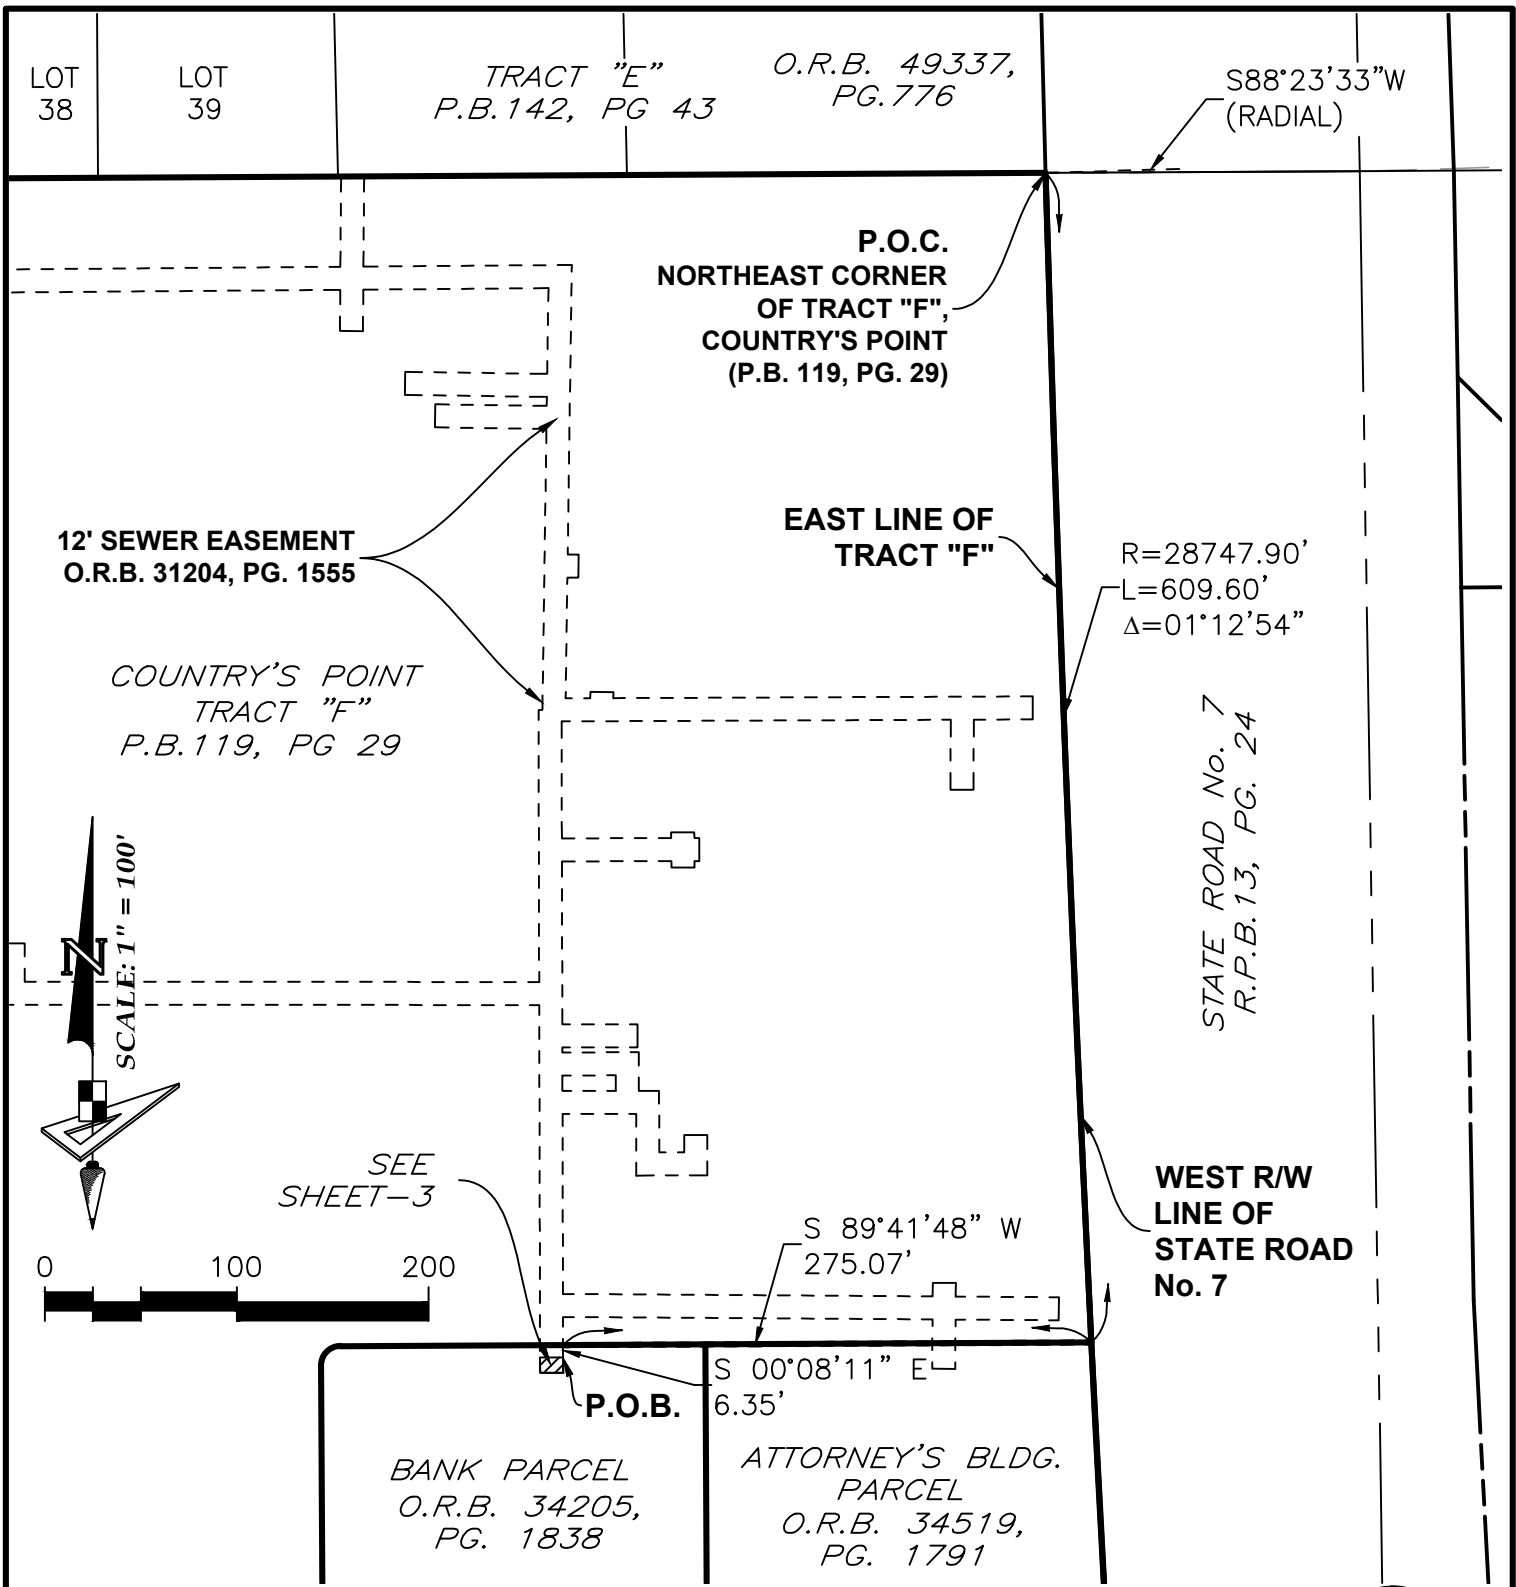 LOT
38
LOT
39
TRACT "E"
P.B.142, PG 43
O.R.B. 49337,
PG.776
S88°23'33"W
(RADIAL)
P.O.C.
NORTHEAST CORNER
OF TRACT "F",
COUNTRY'S POINT
(P.B. 119, PG. 29)
12' SEWER EASEMENT
O.R.B. 31204, PG. 1555
EAST LINE OF
TRACT "F"
R=28747.90'
L=609.60'
Δ=01°12'54"
COUNTRY'S POINT
TRACT "F"
P.B.119, PG 29
STATE ROAD No. 7
R.P.B.13, PG. 24
N
SCALE: 1" = 100'
SEE
SHEET-3
WEST R/W
LINE OF
STATE ROAD
No. 7
S 89°41'48" W
275.07'
0 100 200
S 00°08'11" E
6.35'
P.O.B.
BANK PARCEL
O.R.B. 34205,
PG. 1838
ATTORNEY'S BLDG.
PARCEL
O.R.B. 34519,
PG. 1791